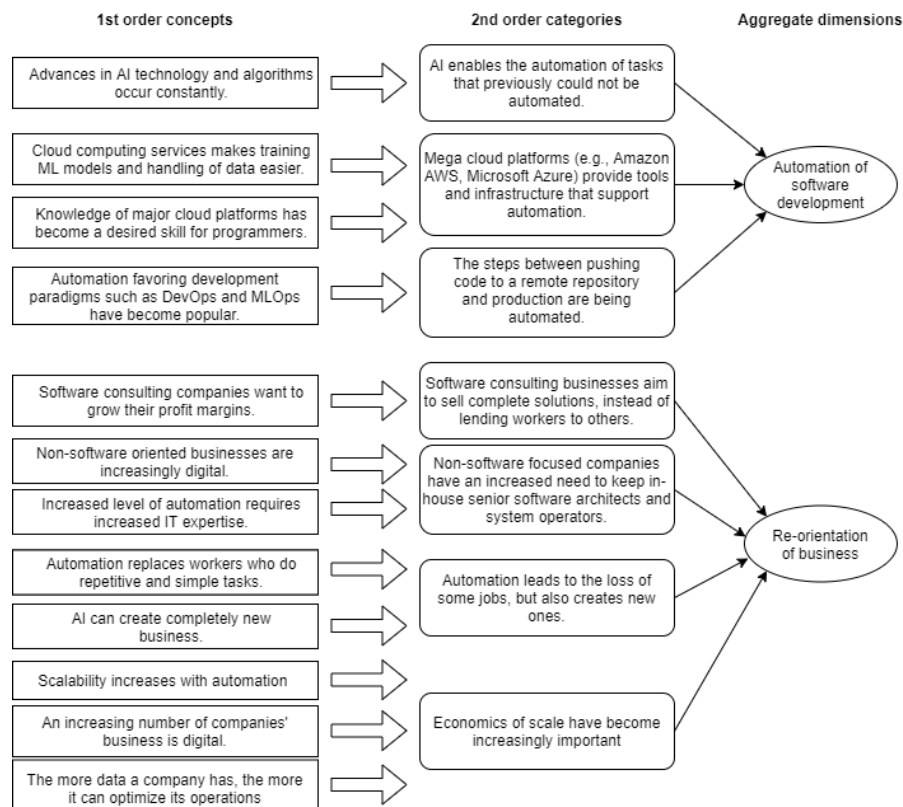 1st order concepts
2nd order categories
Aggregate dimensions
Advances in AI technology and algorithms
occur constantly.
AI enables the automation of tasks
that previously could not be
automated.
Cloud computing services makes training
ML models and handling of data easier.
Knowledge of major cloud platforms has
become a desired skill for programmers.
Mega cloud platforms (e.g., Amazon
AWS, Microsoft Azure) provide tools
and infrastructure that support
automation.
Automation of
software
development
Automation favoring development
paradigms such as DevOps and MLOps
have become popular.
The steps between pushing
code to a remote repository
and production are being
automated.
Software consulting companies want to
grow their profit margins.
Software consulting businesses aim
to sell complete solutions, instead of
lending workers to others.
Non-software oriented businesses are
increasingly digital.
Increased level of automation requires
increased IT expertise.
Non-software focused companies
have an increased need to keep in-
house senior software architects and
system operators.
Re-orientation
of business
Automation replaces workers who do
repetitive and simple tasks.
AI can create completely new
business.
Automation leads to the loss of
some jobs, but also creates new
ones.
Scalability increases with automation
An increasing number of companies'
business is digital.
The more data a company has, the more
it can optimize its operations
Economics of scale have become
increasingly important